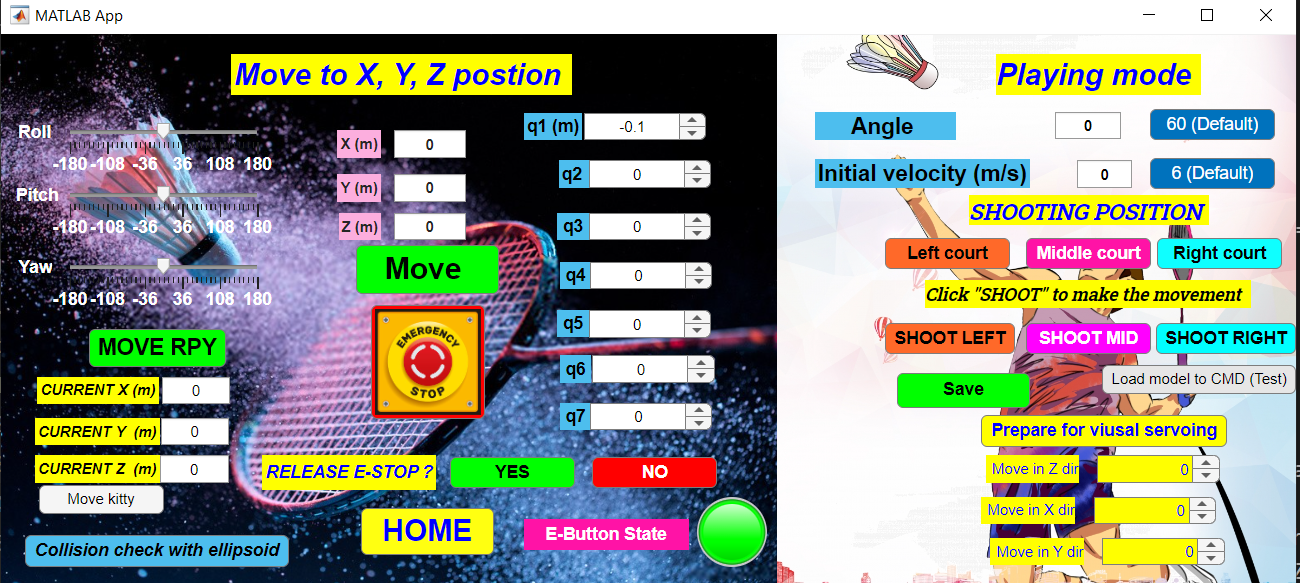 MATLAB App
Move to X, Y, Z postion
Roll
-180 -108 -36 36 108 180
Pitch
-180 -108 -36 36 108 180
Yaw
-180 -108 -36 36 108 180
MOVE RPY
CURRENT X (m) 0
CURRENT Y (m) 0
CURRENT Z (m) 0
Move kitty
Collision check with ellipsoid
X (m) 0
Y (m) 0
Z (m) 0
Move
EMERGENCY
STOP
q1 (m) -0.1
q2 0
q3 0
q4 0
q5 0
q6 0
q7 0
RELEASE E-STOP ? YES NO
HOME
E-Button State
Playing mode
Angle 0 60 (Default)
Initial velocity (m/s) 0 6 (Default)
SHOOTING POSITION
Left court Middle court Right court
Click "SHOOT" to make the movement
SHOOT LEFT SHOOT MID SHOOT RIGHT
Save
Load model to CMD (Test)
Prepare for viusal servoing
Move in Z dir 0
Move in X dir 0
Move in Y dir 0